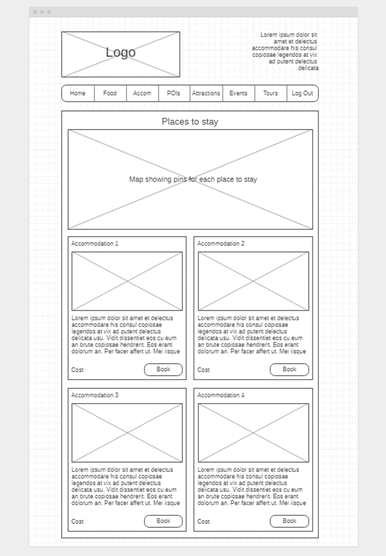 Logo
Lorem ipsum dolor sit
amet et delectus
accommodare his consul
copiosae legendos at vix
ad putent delectus
delicata
Home Food Accom POIs Attractions Events Tours Log Out
Places to stay
Map showing pins for each place to stay
Accommodation 1
Lorem ipsum dolor sit amet et delectus
accommodare his consul copiosae
legendos at vix ad putent delectus
delicata usu. Vidit dissentiet eos cu eum
an brute copiosae hendrerit. Eos erant
dolorum an. Per facer affert ut. Mei iisque
Cost Book
Accommodation 2
Lorem ipsum dolor sit amet et delectus
accommodare his consul copiosae
legendos at vix ad putent delectus
delicata usu. Vidit dissentiet eos cu eum
an brute copiosae hendrerit. Eos erant
dolorum an. Per facer affert ut. Mei iisque
Cost Book
Accommodation 3
Lorem ipsum dolor sit amet et delectus
accommodare his consul copiosae
legendos at vix ad putent delectus
delicata usu. Vidit dissentiet eos cu eum
an brute copiosae hendrerit. Eos erant
dolorum an. Per facer affert ut. Mei iisque
Cost Book
Accommodation 4
Lorem ipsum dolor sit amet et delectus
accommodare his consul copiosae
legendos at vix ad putent delectus
delicata usu. Vidit dissentiet eos cu eum
an brute copiosae hendrerit. Eos erant
dolorum an. Per facer affert ut. Mei iisque
Cost Book